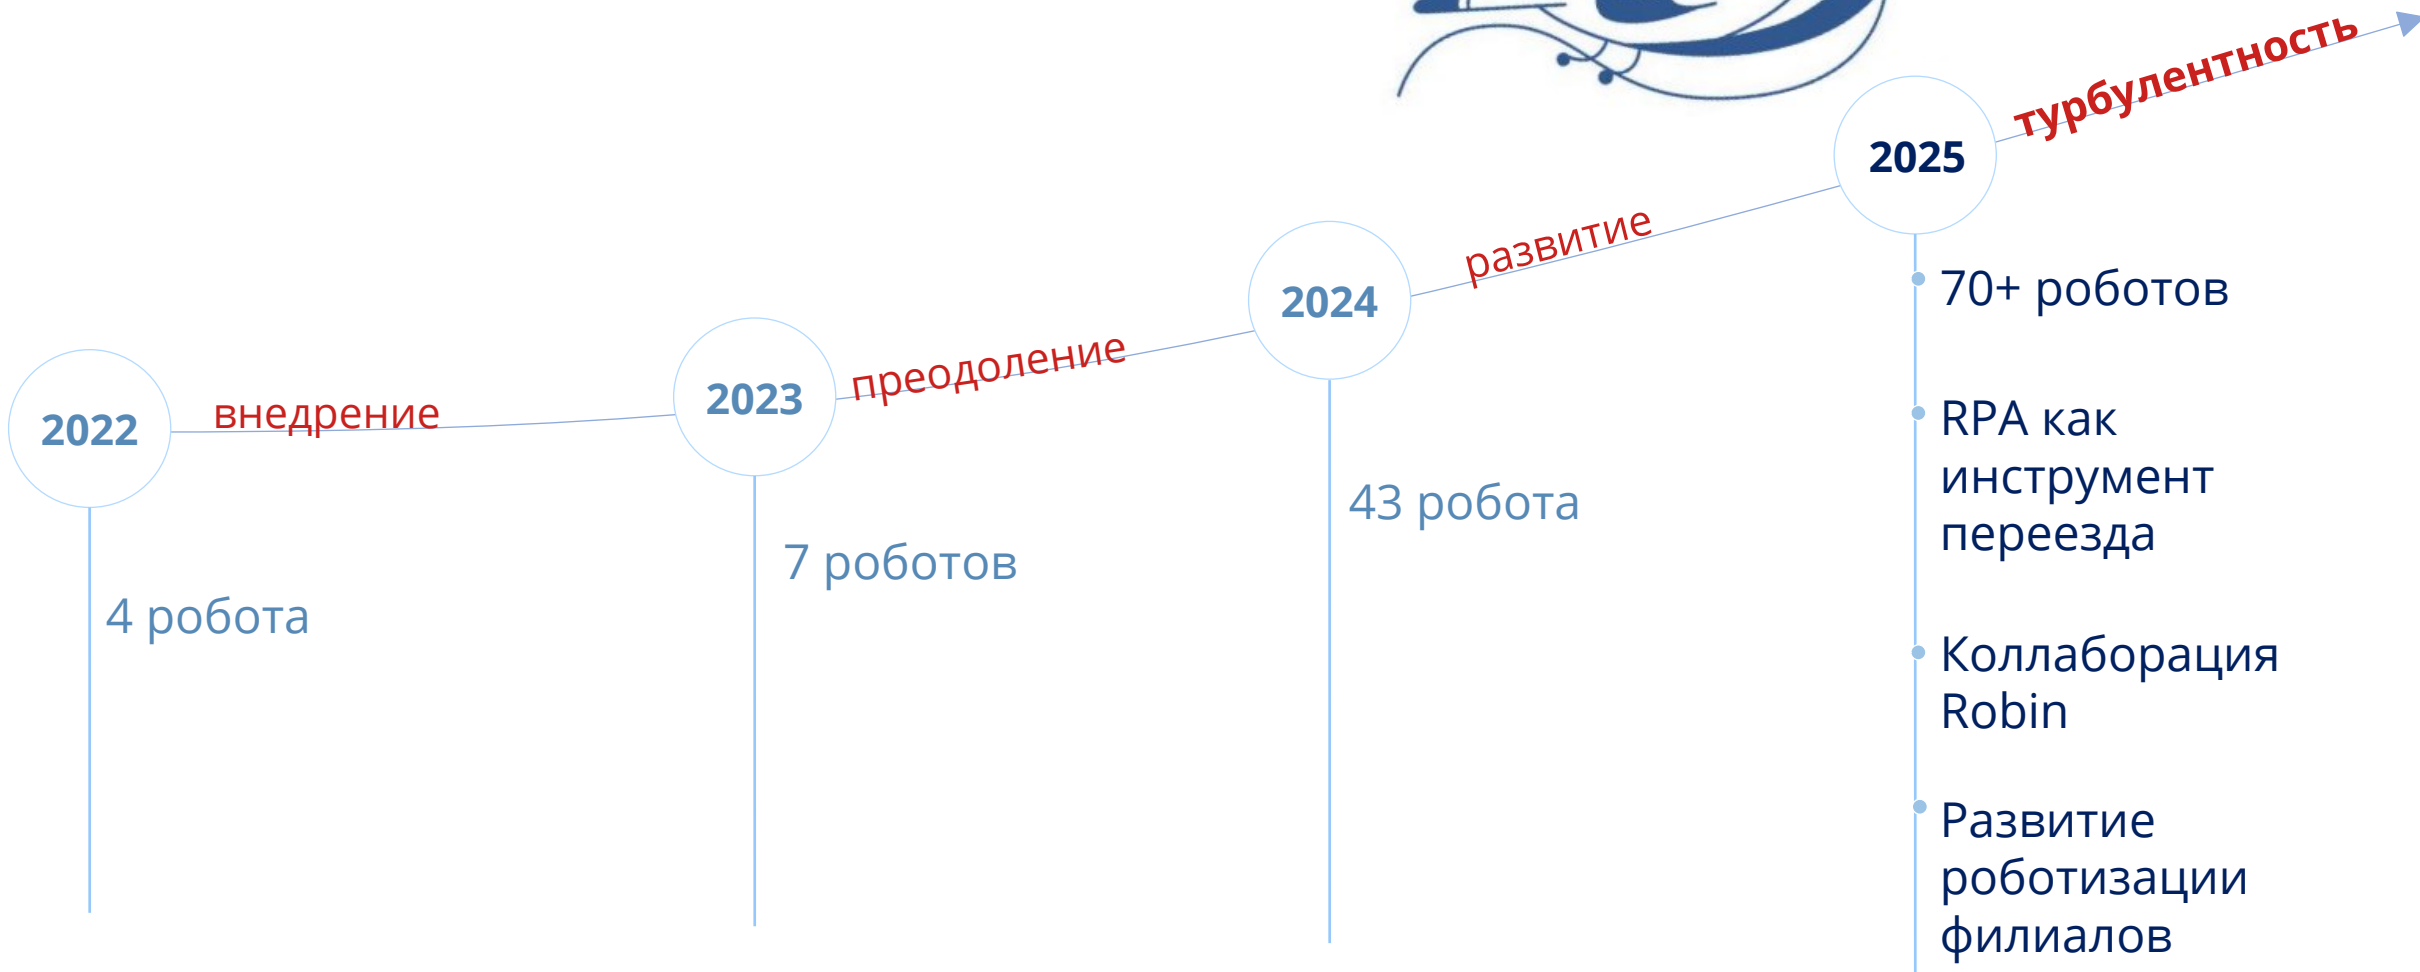 2022
внедрение
4 робота
2023
преодоление
7 роботов
2024
развитие
43 робота
2025
турбулентность
70+ роботов
RPA как
инструмент
переезда
Коллаборация
Robin
Развитие
роботизации
филиалов